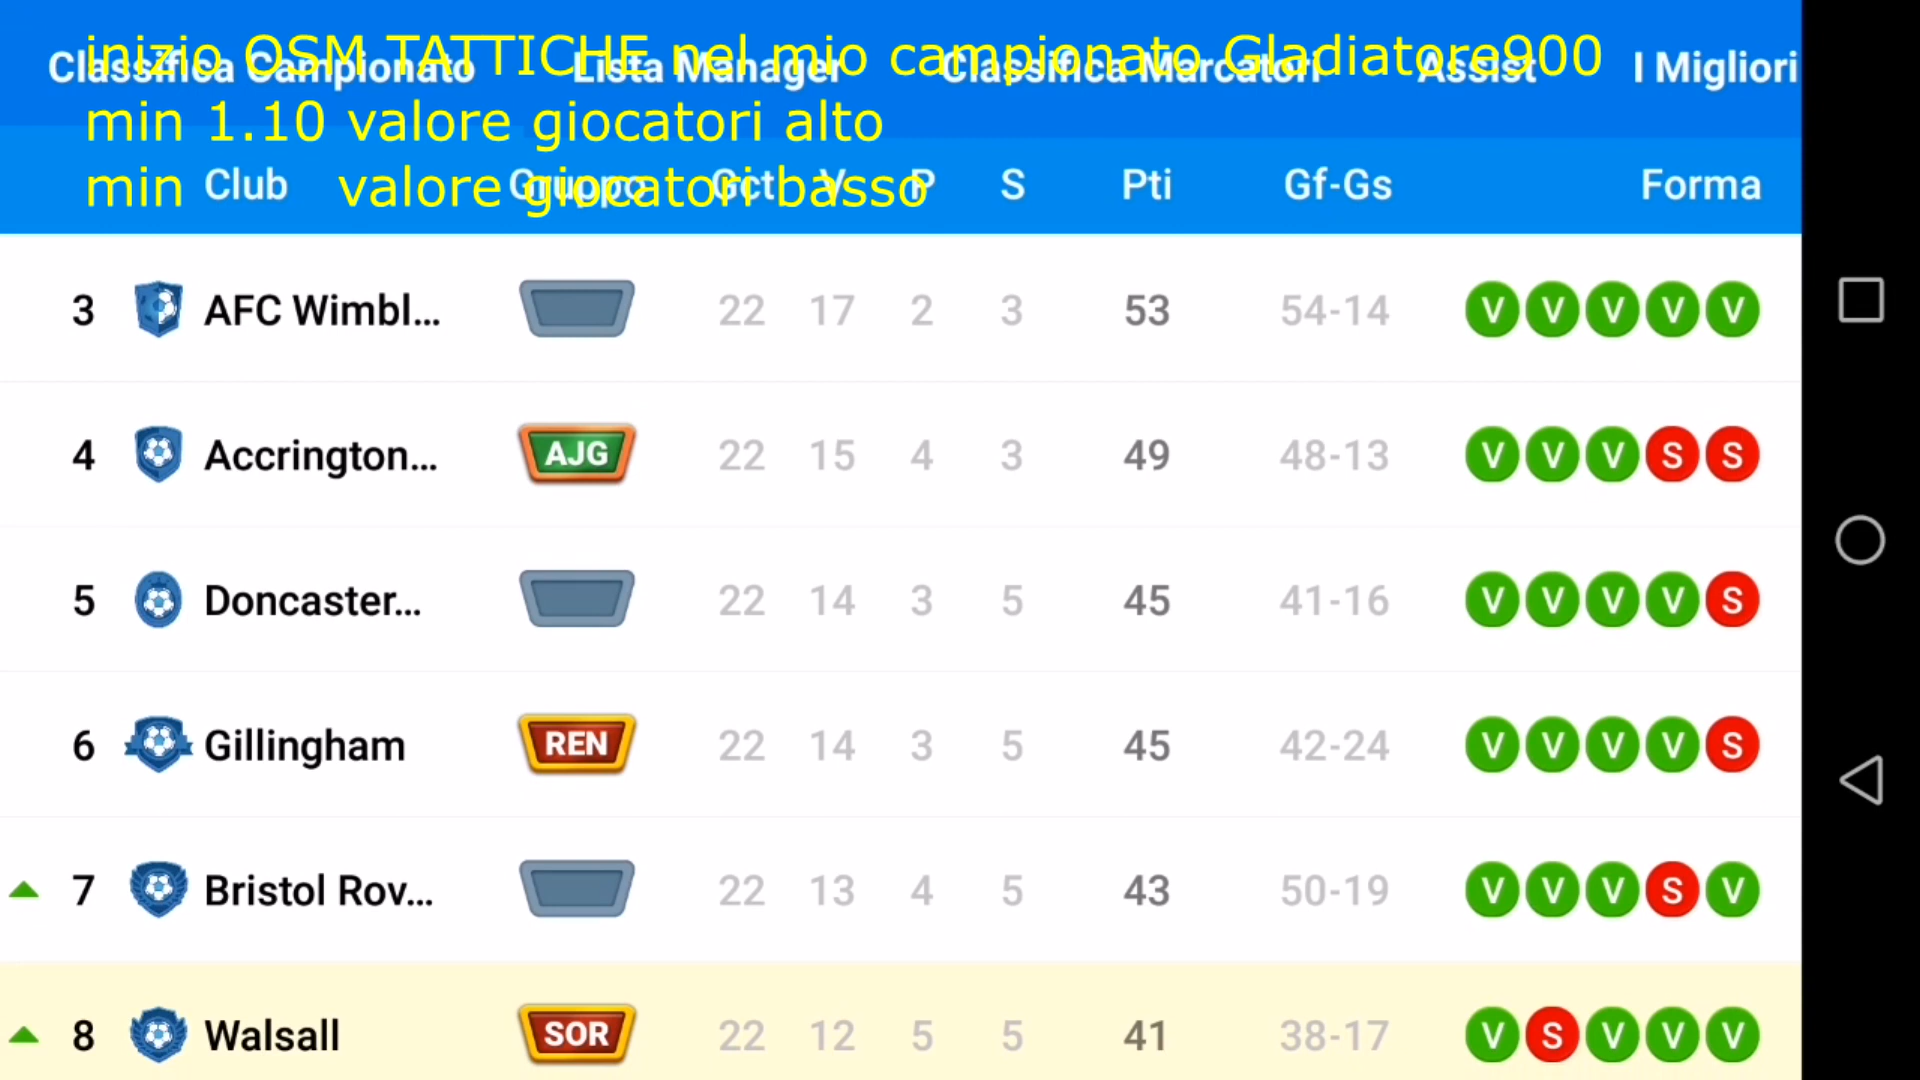 inizio OSM TATTICHE nel mio campionato Gladiatore900
Classifica Campionato Lista Manager Classifica Marcatori Assist I Migliori
min 1.10 valore giocatori alto
min valore giocatori basso
Club Gruppo Gct V P S Pti Gf-Gs Forma
3 AFC Wimbl... 22 17 2 3 53 54-14 V V V V V
4 Accrington... AJG 22 15 4 3 49 48-13 V V V S S
5 Doncaster... 22 14 3 5 45 41-16 V V V V S
6 Gillingham REN 22 14 3 5 45 42-24 V V V V S
7 Bristol Rov... 22 13 4 5 43 50-19 V V V S V
8 Walsall SOR 22 12 5 5 41 38-17 V S V V V